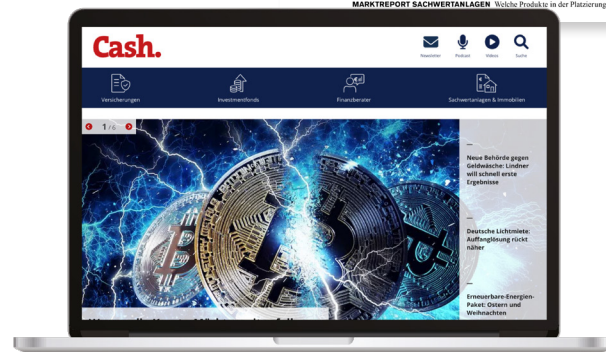 MARKTREPORT SACHWERTANLAGEN Welche Produkte in der Platzierung
Cash.
Newsletter Podcast Videos Suche
Versicherungen Investmentfonds Finanzberater Sachwertanlagen & Immobilien
1 / 6
Neue Behörde gegen
Geldwäsche: Lindner
will schnell erste
Ergebnisse
Deutsche Lichtmiete:
Auffanglösung rückt
näher
Erneuerbare-Energien-
Paket: Ostern und
Weihnachten